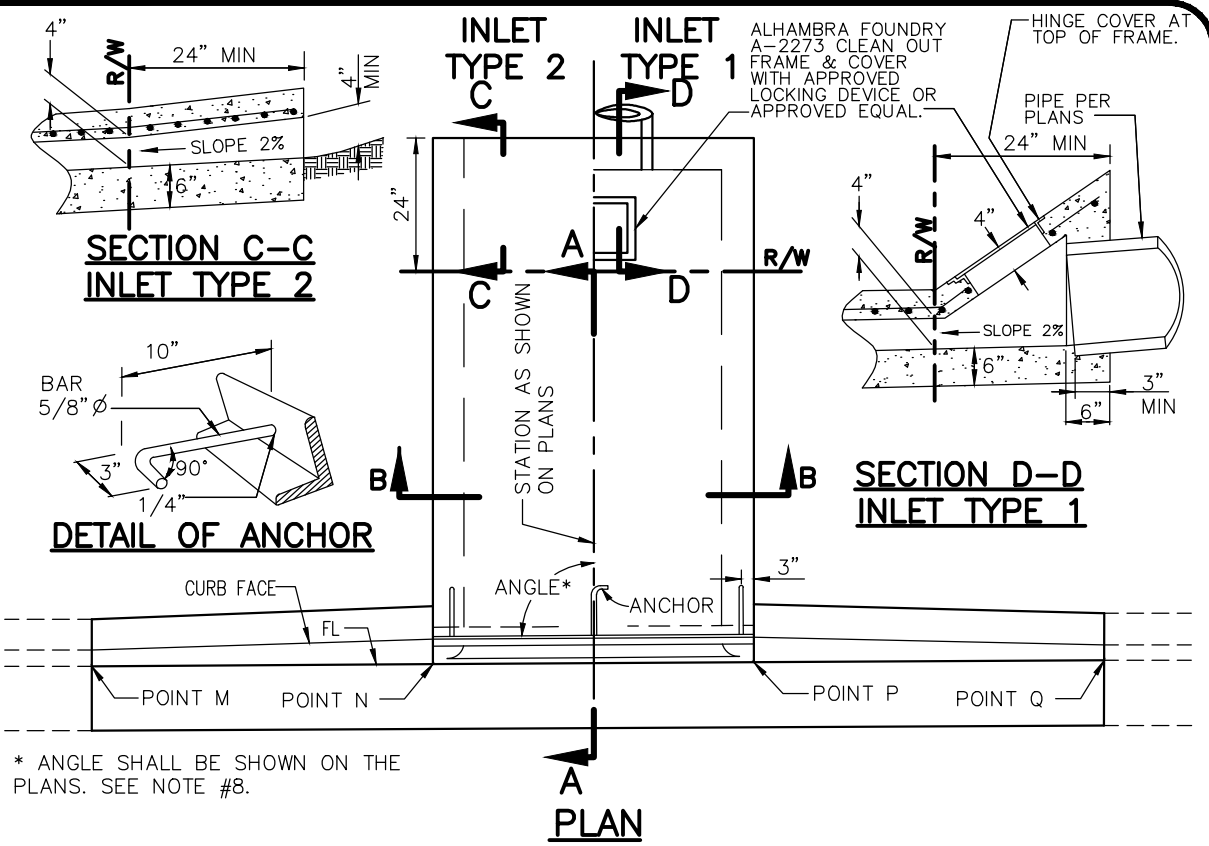 4"
R/W
24" MIN
4" MIN
SLOPE 2%
6"
SECTION C-C
INLET TYPE 2
INLET
TYPE 2
INLET
TYPE 1
C
D
ALHAMBRA FOUNDRY
A-2273 CLEAN OUT
FRAME & COVER
WITH APPROVED
LOCKING DEVICE OR
APPROVED EQUAL.
HINGE COVER AT
TOP OF FRAME.
PIPE PER
PLANS
24" MIN
4"
4"
R/W
SLOPE 2%
6"
3"
MIN
6"
SECTION D-D
INLET TYPE 1
24"
A
C
D
R/W
STATION AS SHOWN
ON PLANS
10"
BAR
5/8" Ø
3"
90°
1/4"
DETAIL OF ANCHOR
B
B
CURB FACE
FL
ANGLE*
ANCHOR
3"
POINT M
POINT N
POINT P
POINT Q
* ANGLE SHALL BE SHOWN ON THE
PLANS. SEE NOTE #8.
A
PLAN